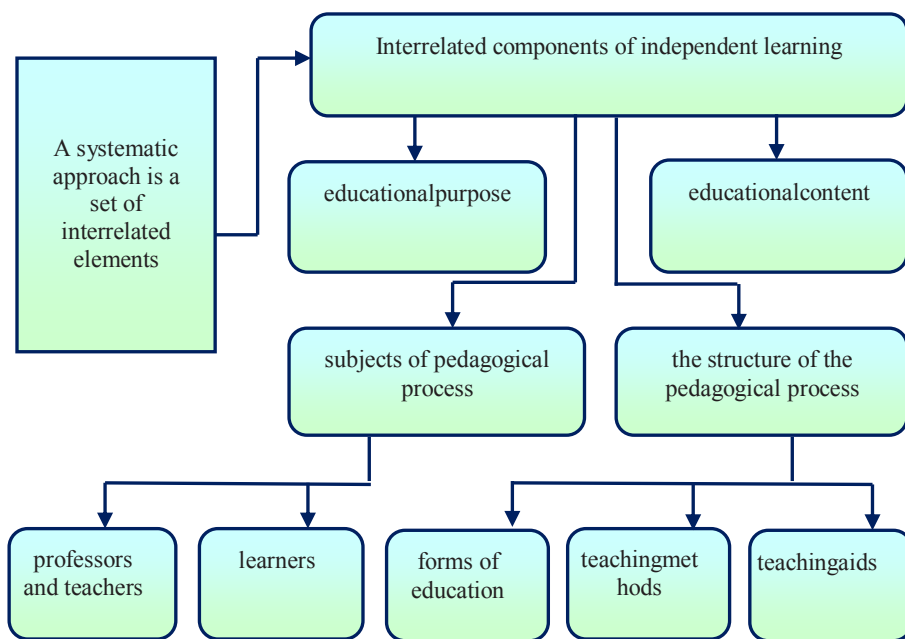 Interrelated components of independent learning
A systematic
approach is a
set of
interrelated
elements
educationalpurpose
educationalcontent
subjects of pedagogical
process
the structure of the
pedagogical process
professors
and teachers
learners
forms of
education
teachingmet
hods
teachingaids